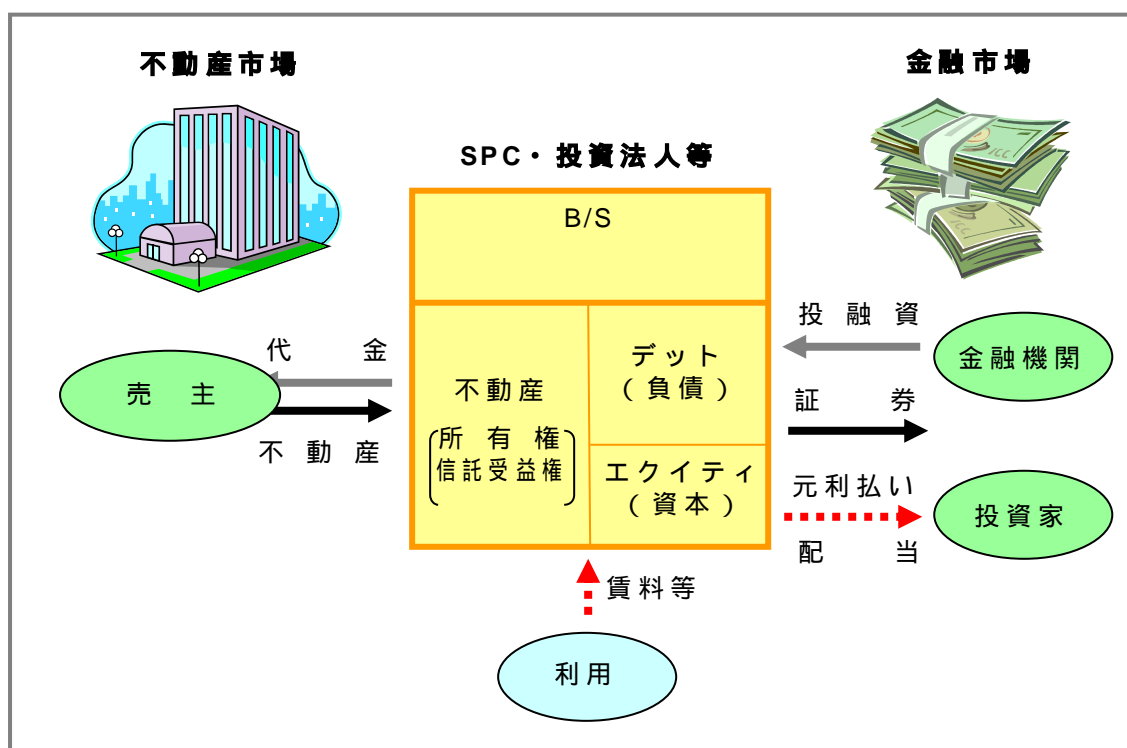 不動産市場
金融市場
SPC・投資法人等
B/S
代金
売主
不動産
不動産
所有権
信託受益権
デット
(負債)
エクイティ
(資本)
投融資
金融機関
証券
元利払い
配当
投資家
賃料等
利用